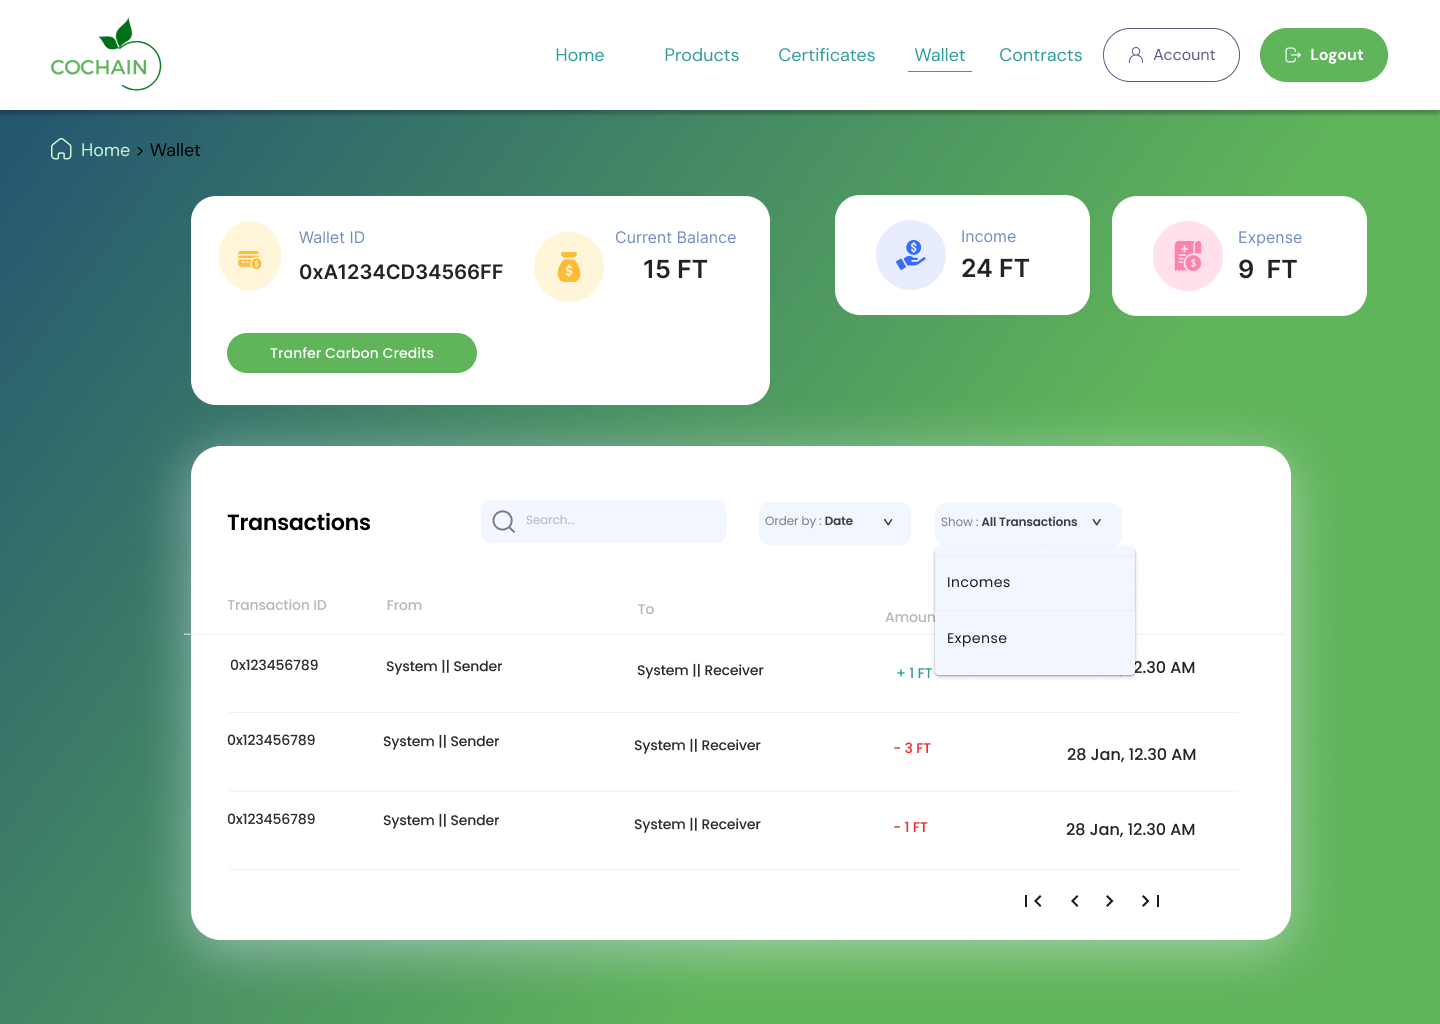 COCHAIN
Home Products Certificates Wallet Contracts Account Logout
Home > Wallet
Wallet ID
0xA1234CD34566FF
Current Balance
15 FT
Income
24 FT
Expense
9 FT
Tranfer Carbon Credits
Transactions
Search...
Order by : Date
Show : All Transactions
Incomes
Expense
Transaction ID From To Amoun
0x123456789 System || Sender System || Receiver + 1 FT 2.30 AM
0x123456789 System || Sender System || Receiver - 3 FT 28 Jan, 12.30 AM
0x123456789 System || Sender System || Receiver - 1 FT 28 Jan, 12.30 AM